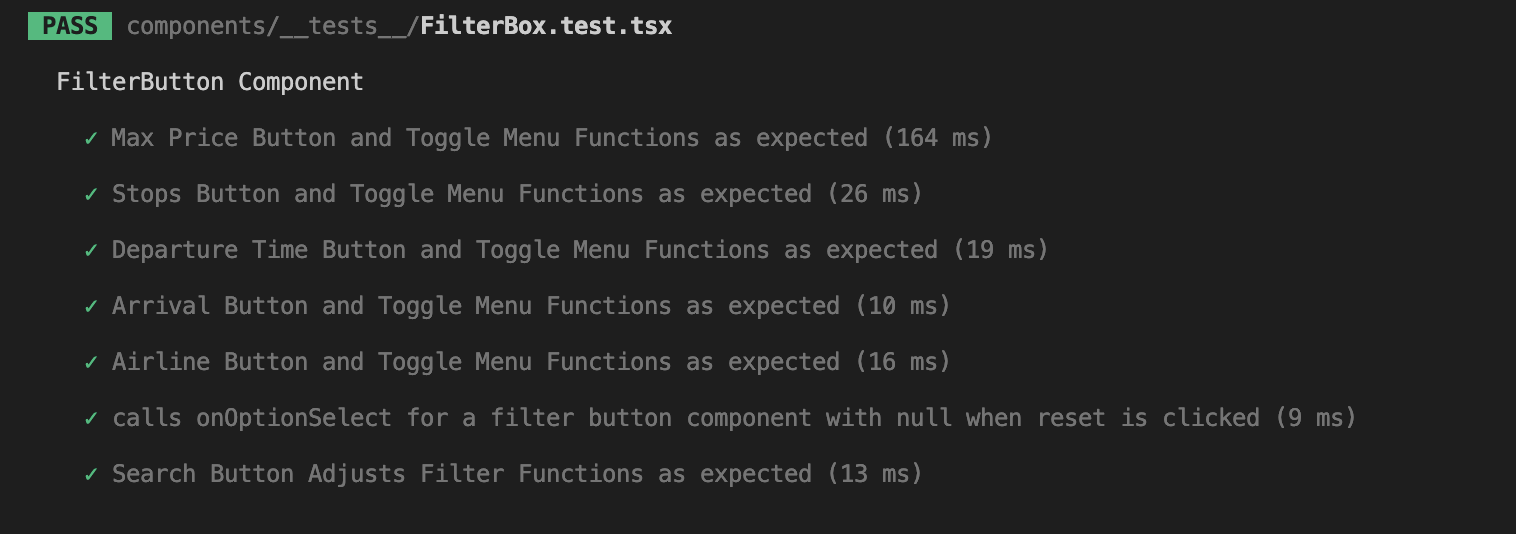 PASS components/__tests__/FilterBox.test.tsx
FilterButton Component
✓ Max Price Button and Toggle Menu Functions as expected (164 ms)
✓ Stops Button and Toggle Menu Functions as expected (26 ms)
✓ Departure Time Button and Toggle Menu Functions as expected (19 ms)
✓ Arrival Button and Toggle Menu Functions as expected (10 ms)
✓ Airline Button and Toggle Menu Functions as expected (16 ms)
✓ calls onOptionSelect for a filter button component with null when reset is clicked (9 ms)
✓ Search Button Adjusts Filter Functions as expected (13 ms)